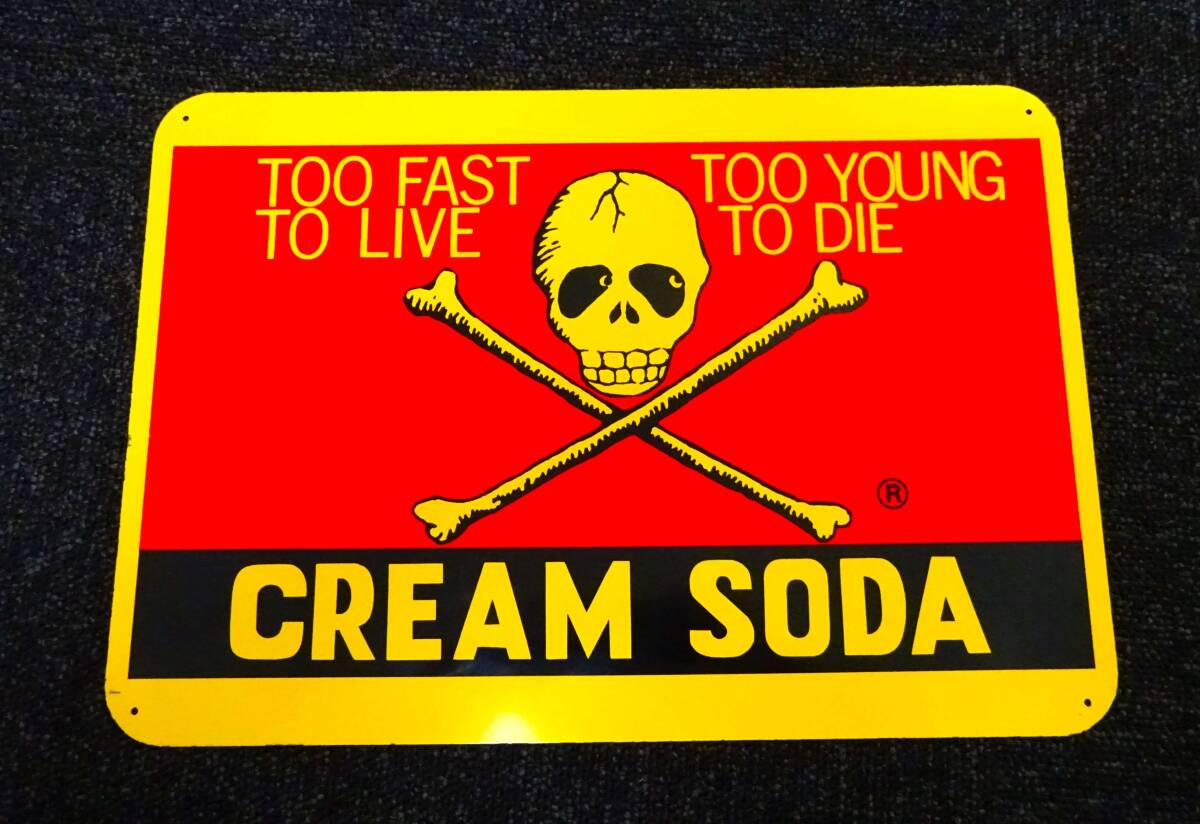 TOO FAST
TO LIVE
TOO YOUNG
TO DIE
®
CREAM SODA